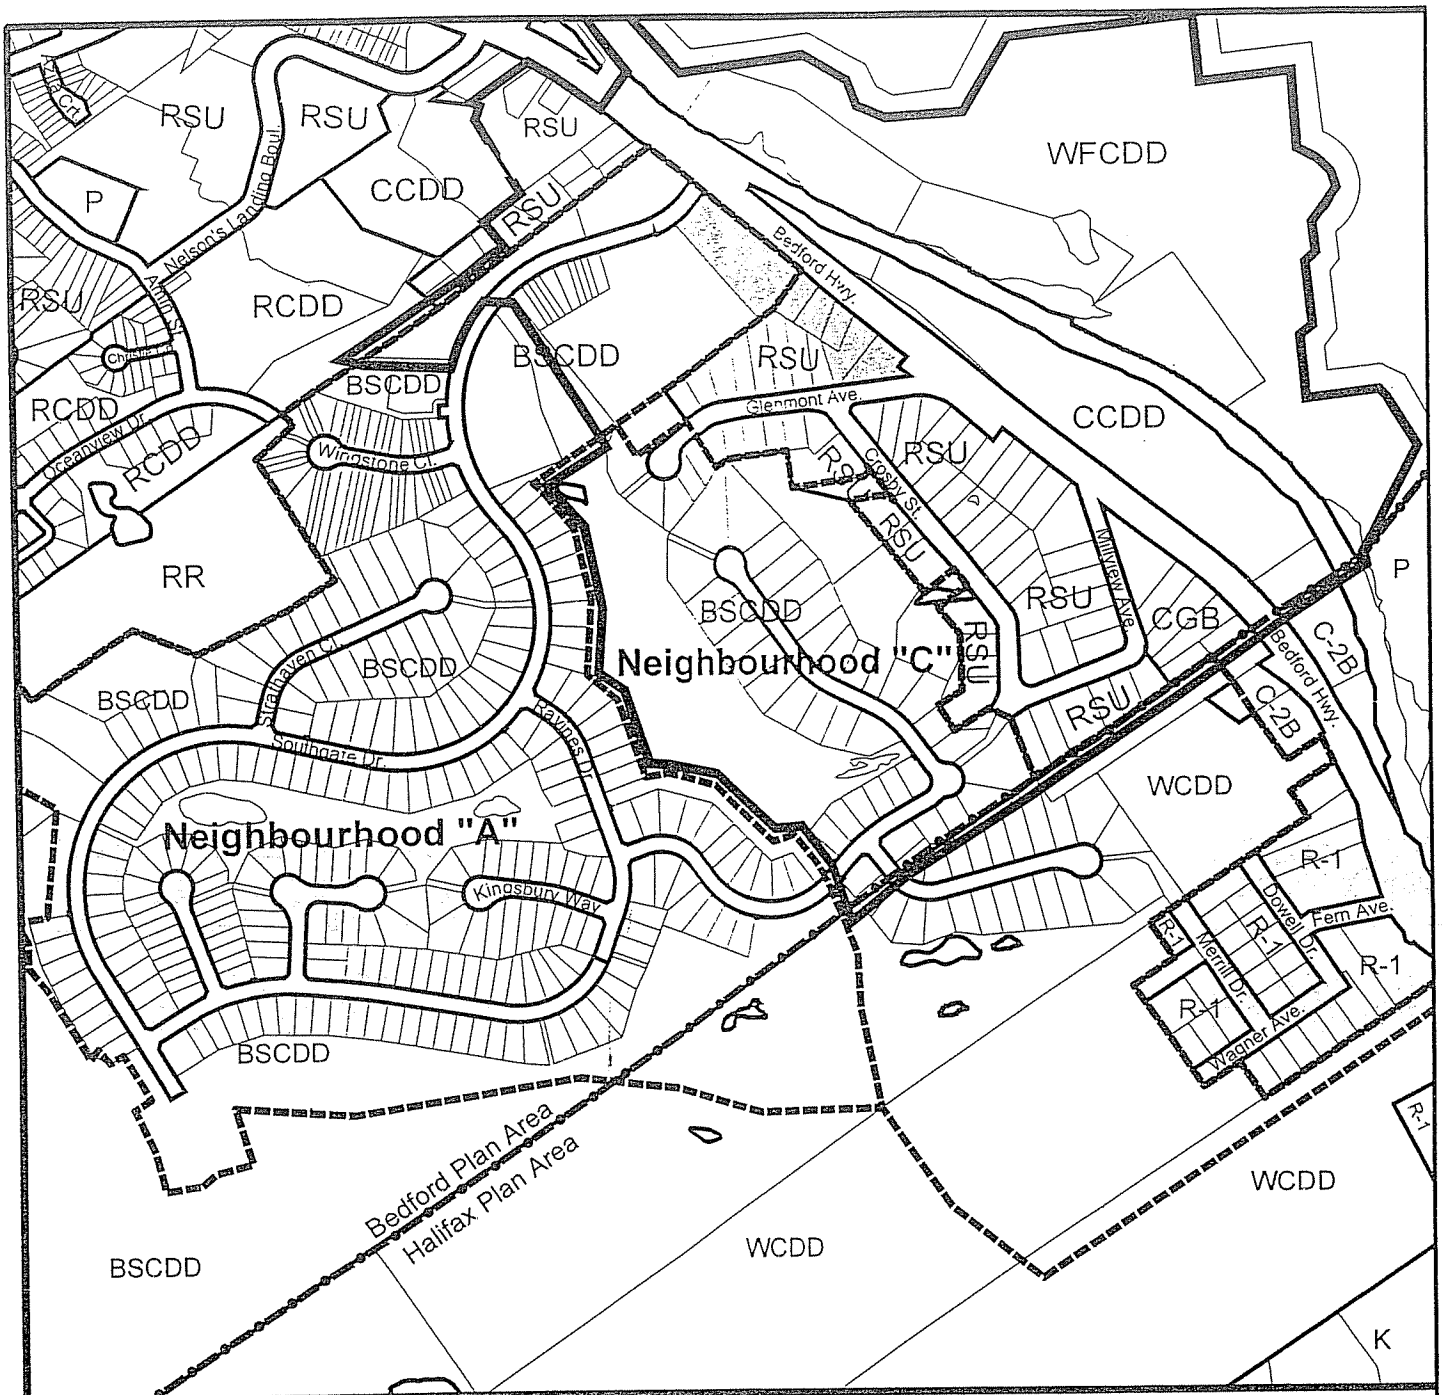 RSU
RSU
RSU
WFCDD
P
CCDD
RSU
Nelson's Landing Boul.
Bedford Hwy.
RSU
RCDD
BSCDD
RSU
BSCDD
RCDD
Glenmont Ave.
CCDD
Oceanview Dr.
RCDD
Wingstone Ct.
RSU
Crosby St.
RSU
RR
BSCDD
RSU
Millview Ave.
CGB
P
Strathaven Ct.
BSCDD
Neighbourhood "C"
RSU
Bedford Hwy.
C-2B
BSCDD
RSU
C-2B
Ravines Dr.
Southgate Dr.
WCDD
Neighbourhood "A"
R-1
Kingsbury Way
Dowell Dr.
Fern Ave.
R-1
R-1
Merrill Dr.
R-1
R-1
Wagner Ave.
BSCDD
R-1
Bedford Plan Area
Halifax Plan Area
WCDD
WCDD
BSCDD
K